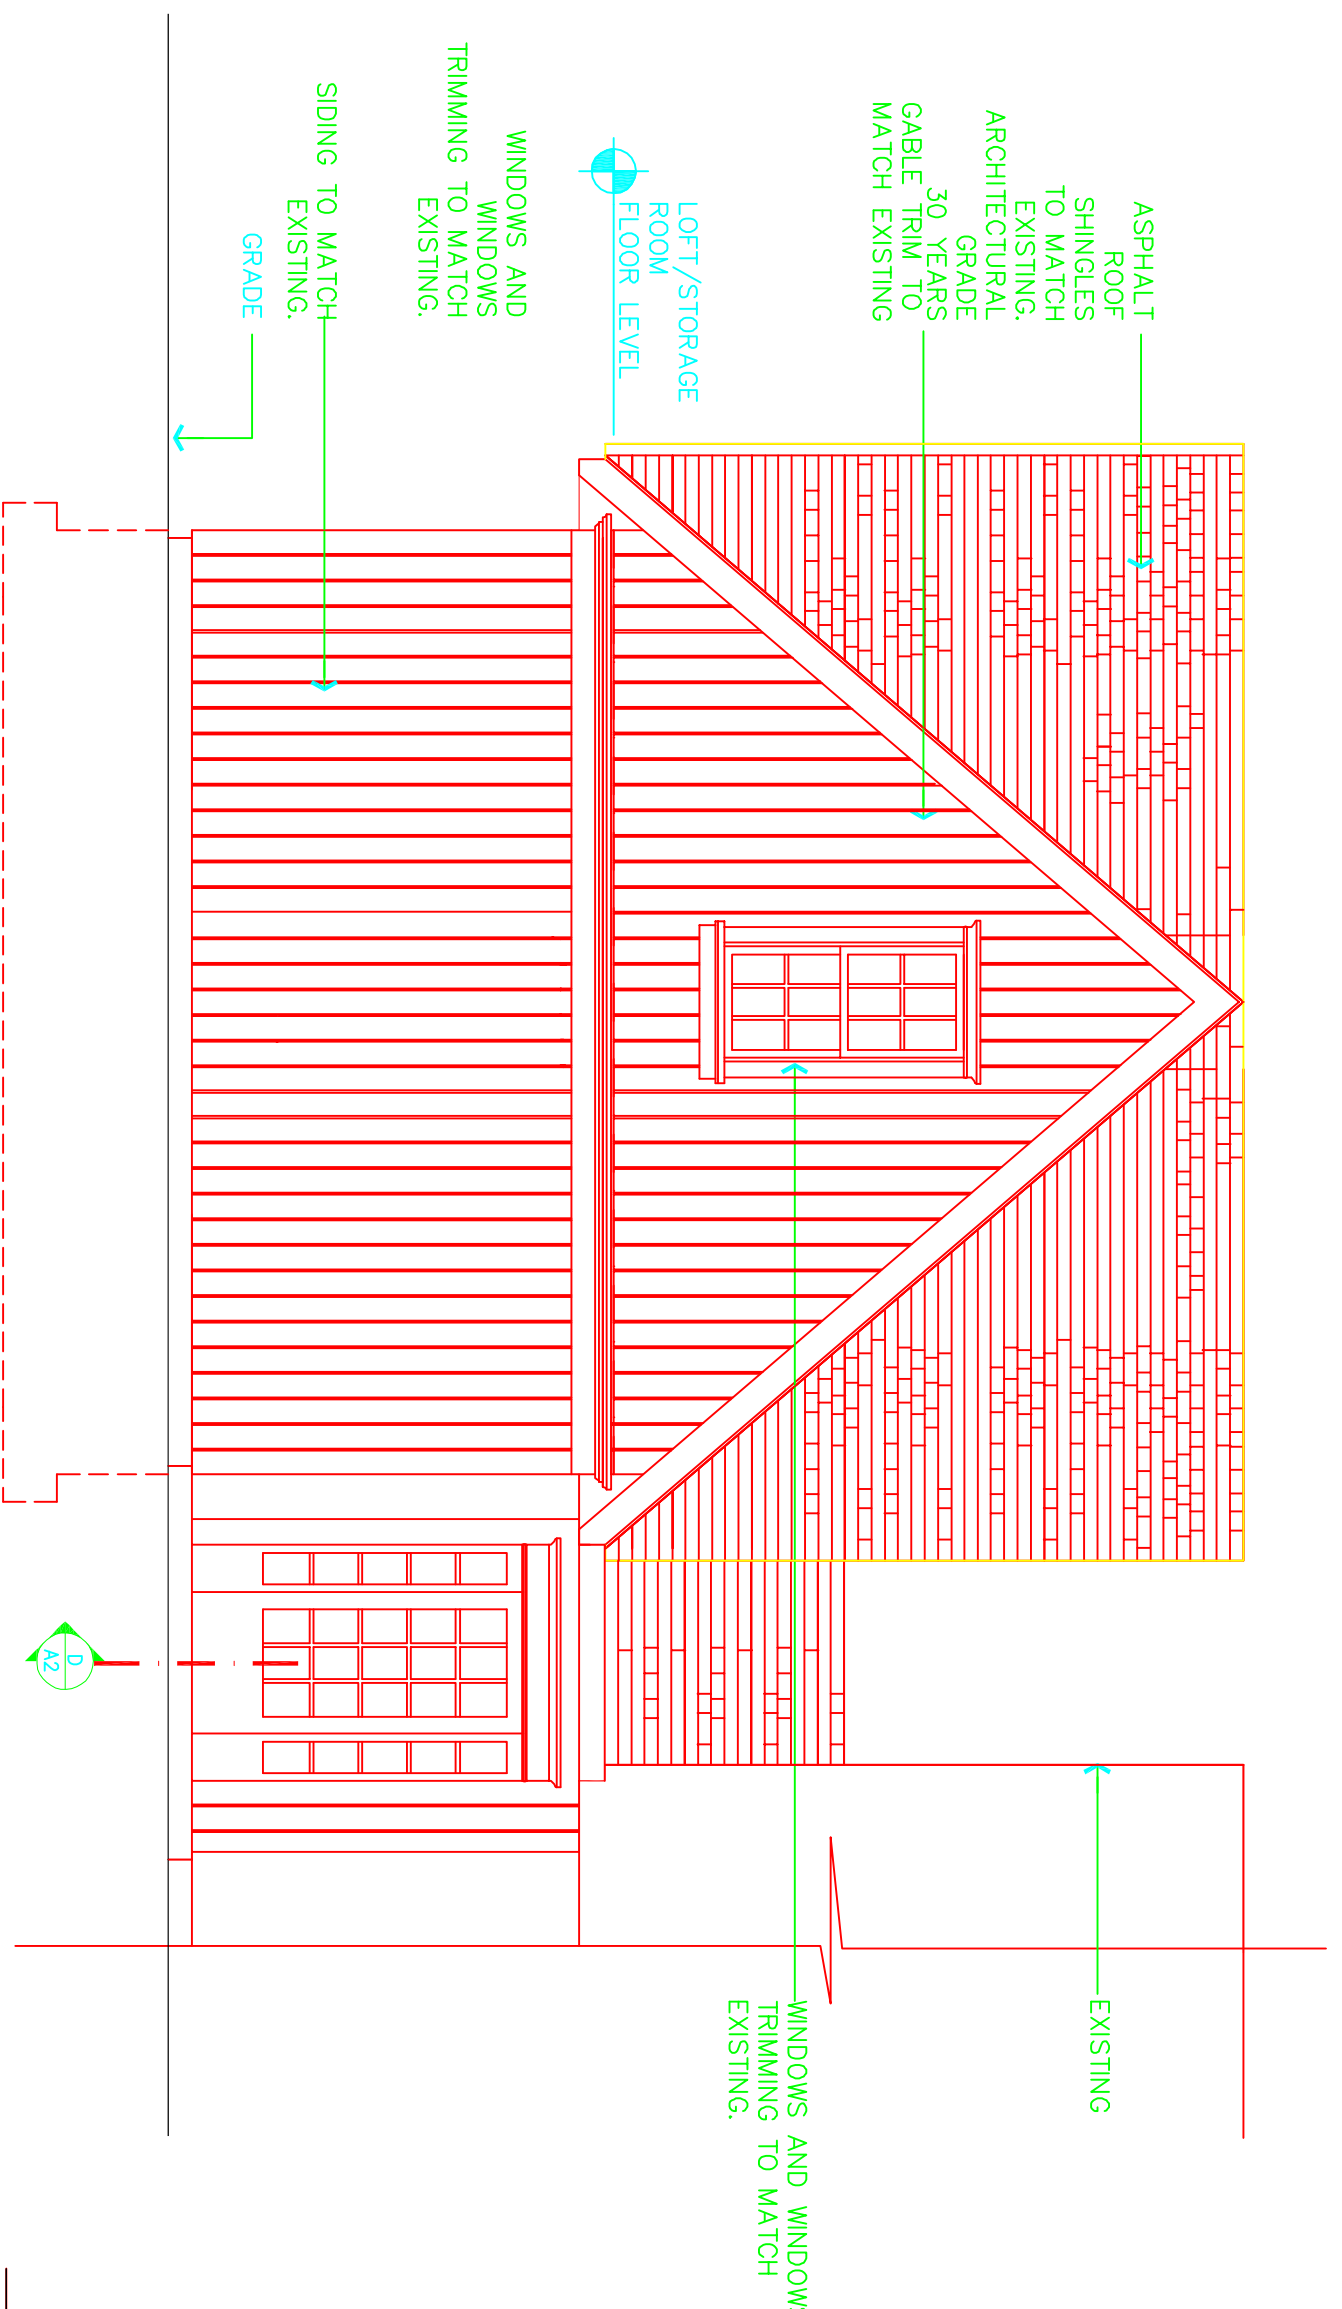 ASPHALT
ROOF
SHINGLES
TO MATCH
EXISTING.
ARCHITECTURAL
GRADE
30 YEARS
GABLE TRIM TO
MATCH EXISTING
LOFT/STORAGE
ROOM
FLOOR LEVEL
WINDOWS AND
WINDOWS
TRIMMING TO MATCH
EXISTING.
SIDING TO MATCH
EXISTING.
GRADE
EXISTING
WINDOWS AND WINDOWS
TRIMMING TO MATCH
EXISTING.
D
A2